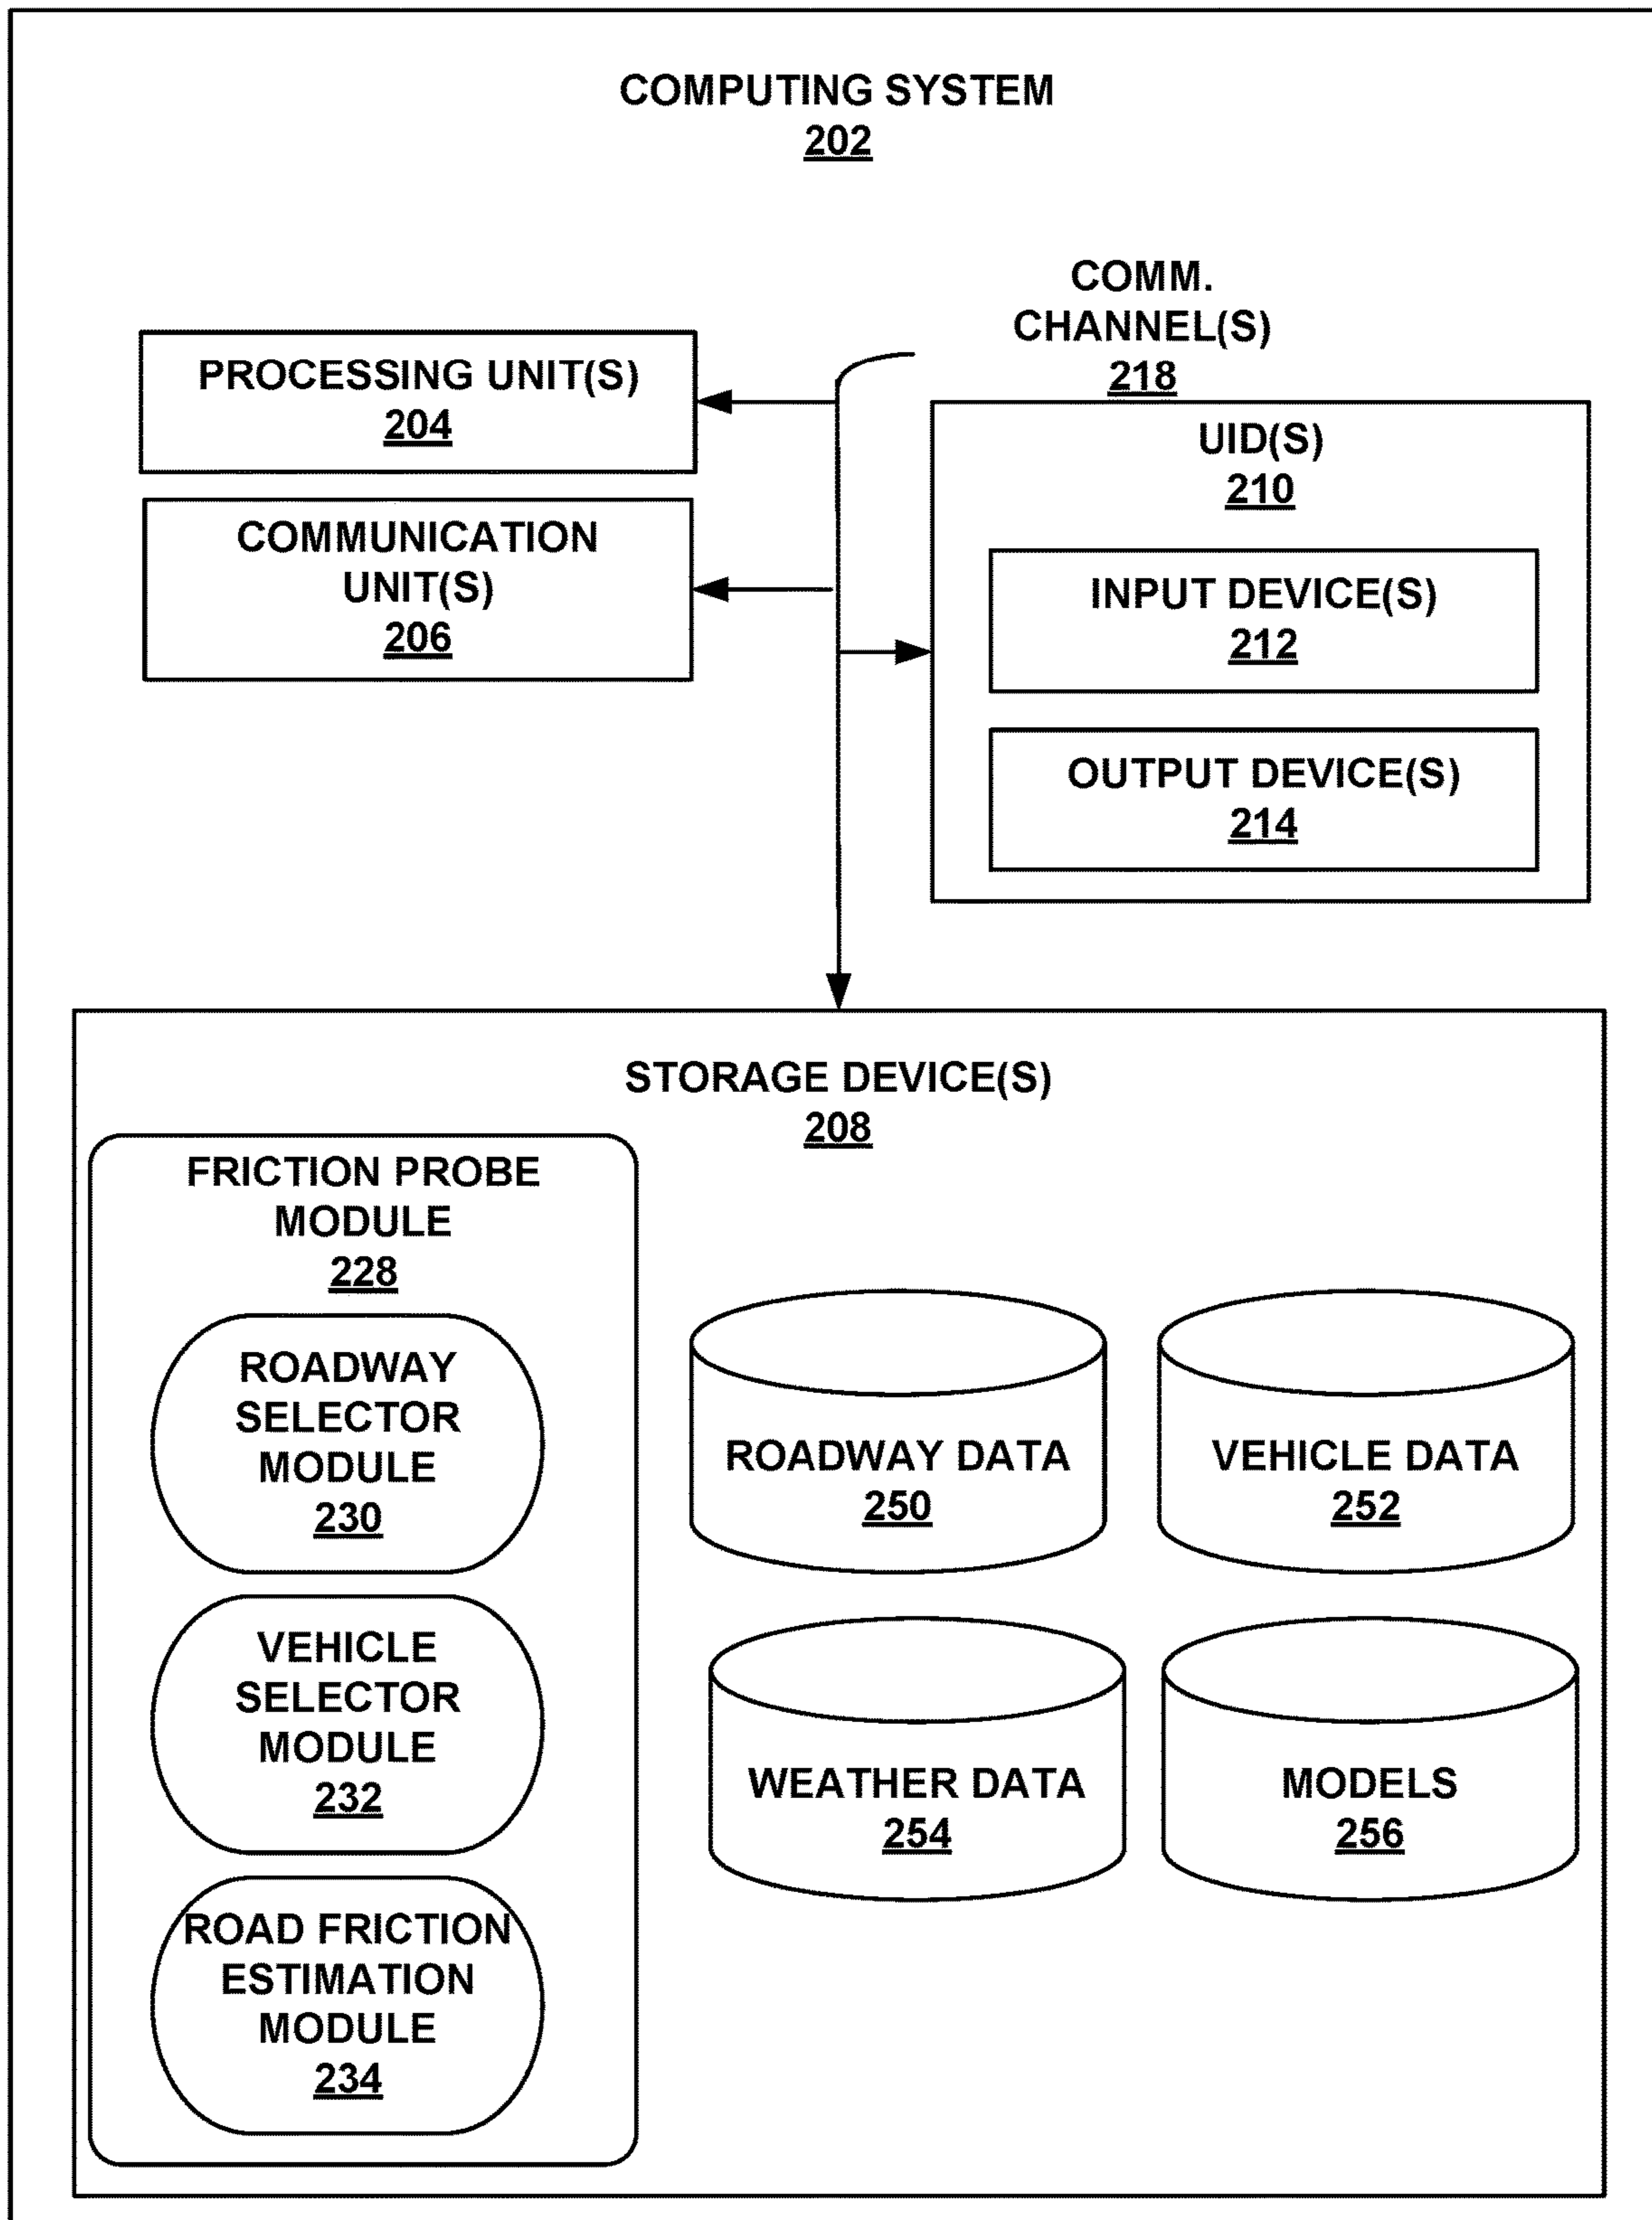 COMPUTING SYSTEM
202
COMM.
CHANNEL(S)
218
PROCESSING UNIT(S)
204
COMMUNICATION
UNIT(S)
206
UID(S)
210
INPUT DEVICE(S)
212
OUTPUT DEVICE(S)
214
STORAGE DEVICE(S)
208
FRICTION PROBE
MODULE
228
ROADWAY
SELECTOR
MODULE
230
VEHICLE
SELECTOR
MODULE
232
ROAD FRICTION
ESTIMATION
MODULE
234
ROADWAY DATA
250
VEHICLE DATA
252
WEATHER DATA
254
MODELS
256